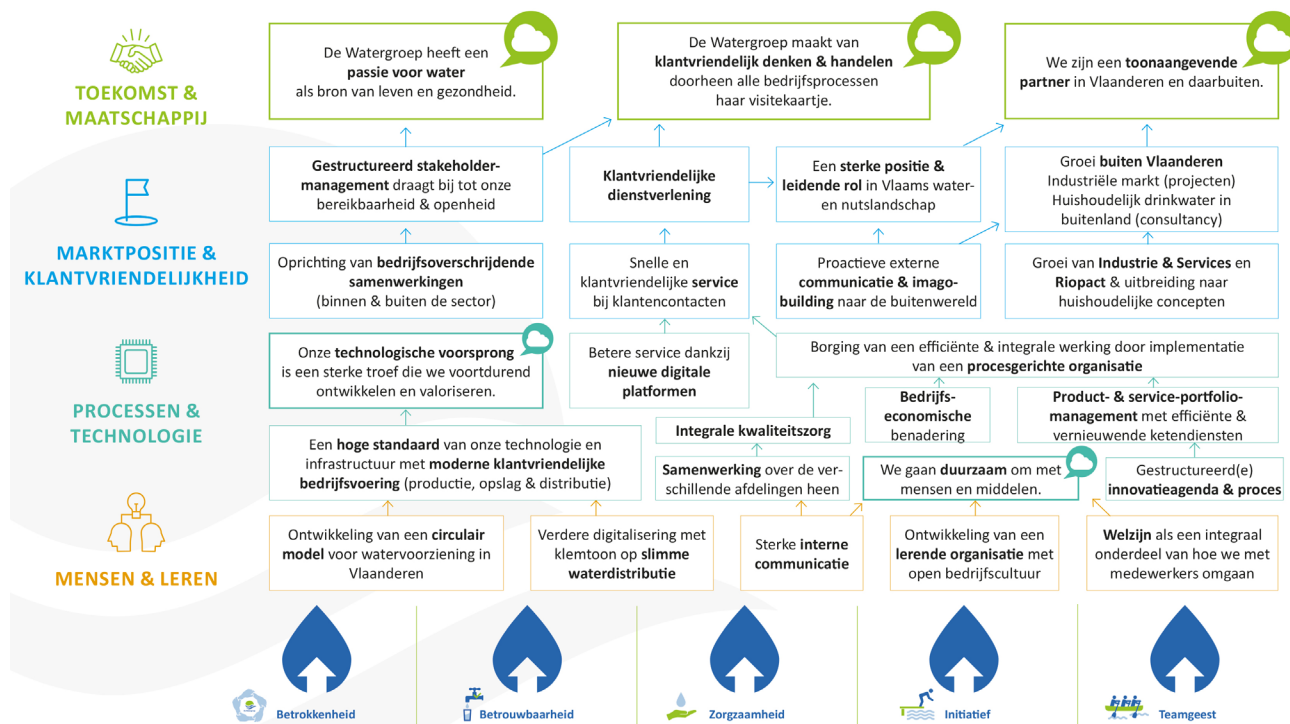 TOEKOMST &
MAATSCHAPPIJ
De Watergroep heeft een
passie voor water
als bron van leven en gezondheid.
De Watergroep maakt van
klantvriendelijk denken & handelen
doorheen alle bedrijfsprocessen
haar visitekaartje.
We zijn een toonaangevende
partner in Vlaanderen en daarbuiten.
MARKTPOSITIE &
KLANTVRIENDELIJKHEID
Gestructureerd stakeholder-
management draagt bij tot onze
bereikbaarheid & openheid
Klantvriendelijke
dienstverlening
Een sterke positie &
leidende rol in Vlaams water-
en nutslandschap
Groei buiten Vlaanderen
Industriële markt (projecten)
Huishoudelijk drinkwater in
buitenland (consultancy)
Oprichting van bedrijfsoverschrijdende
samenwerkingen
(binnen & buiten de sector)
Snelle en
klantvriendelijke service
bij klantencontacten
Proactieve externe
communicatie & imago-
building naar de buitenwereld
Groei van Industrie & Services en
Riopact & uitbreiding naar
huishoudelijke concepten
PROCESSEN &
TECHNOLOGIE
Onze technologische voorsprong
is een sterke troef die we voortdurend
ontwikkelen en valoriseren.
Betere service dankzij
nieuwe digitale
platformen
Borging van een efficiënte & integrale werking door implementatie
van een procesgerichte organisatie
Integrale kwaliteitszorg
Bedrijfs-
economische
benadering
Product- & service-portfolio-
management met efficiënte &
vernieuwende ketendiensten
Een hoge standaard van onze technologie en
infrastructuur met moderne klantvriendelijke
bedrijfsvoering (productie, opslag & distributie)
Samenwerking over de ver-
schillende afdelingen heen
We gaan duurzaam om met
mensen en middelen.
Gestructureerd(e)
innovatieagenda & proces
MENSEN & LEREN
Ontwikkeling van een circulair
model voor watervoorziening in
Vlaanderen
Verdere digitalisering met
klemtoon op slimme
waterdistributie
Sterke interne
communicatie
Ontwikkeling van een
lerende organisatie met
open bedrijfscultuur
Welzijn als een integraal
onderdeel van hoe we met
medewerkers omgaan
Betrokkenheid
Betrouwbaarheid
Zorgzaamheid
Initiatief
Teamgeest